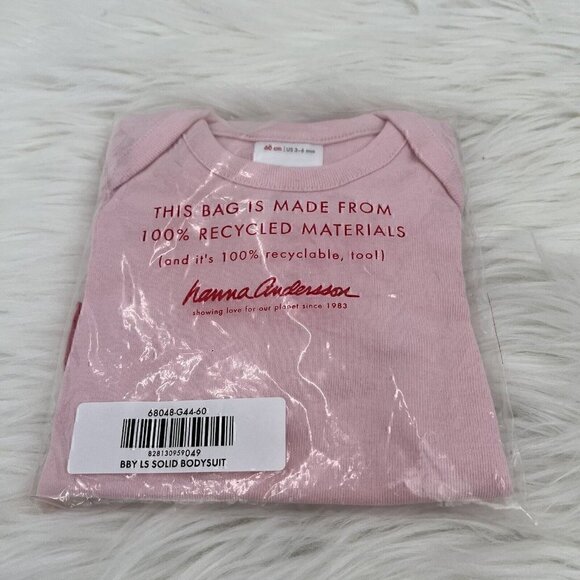 60 cm | US 3-6 mos
THIS BAG IS MADE FROM
100% RECYCLED MATERIALS
(and it's 100% recyclable, too!)
hanna Andersson
showing love for our planet since 1983
68048-G44-60
828130959049
BBY LS SOLID BODYSUIT